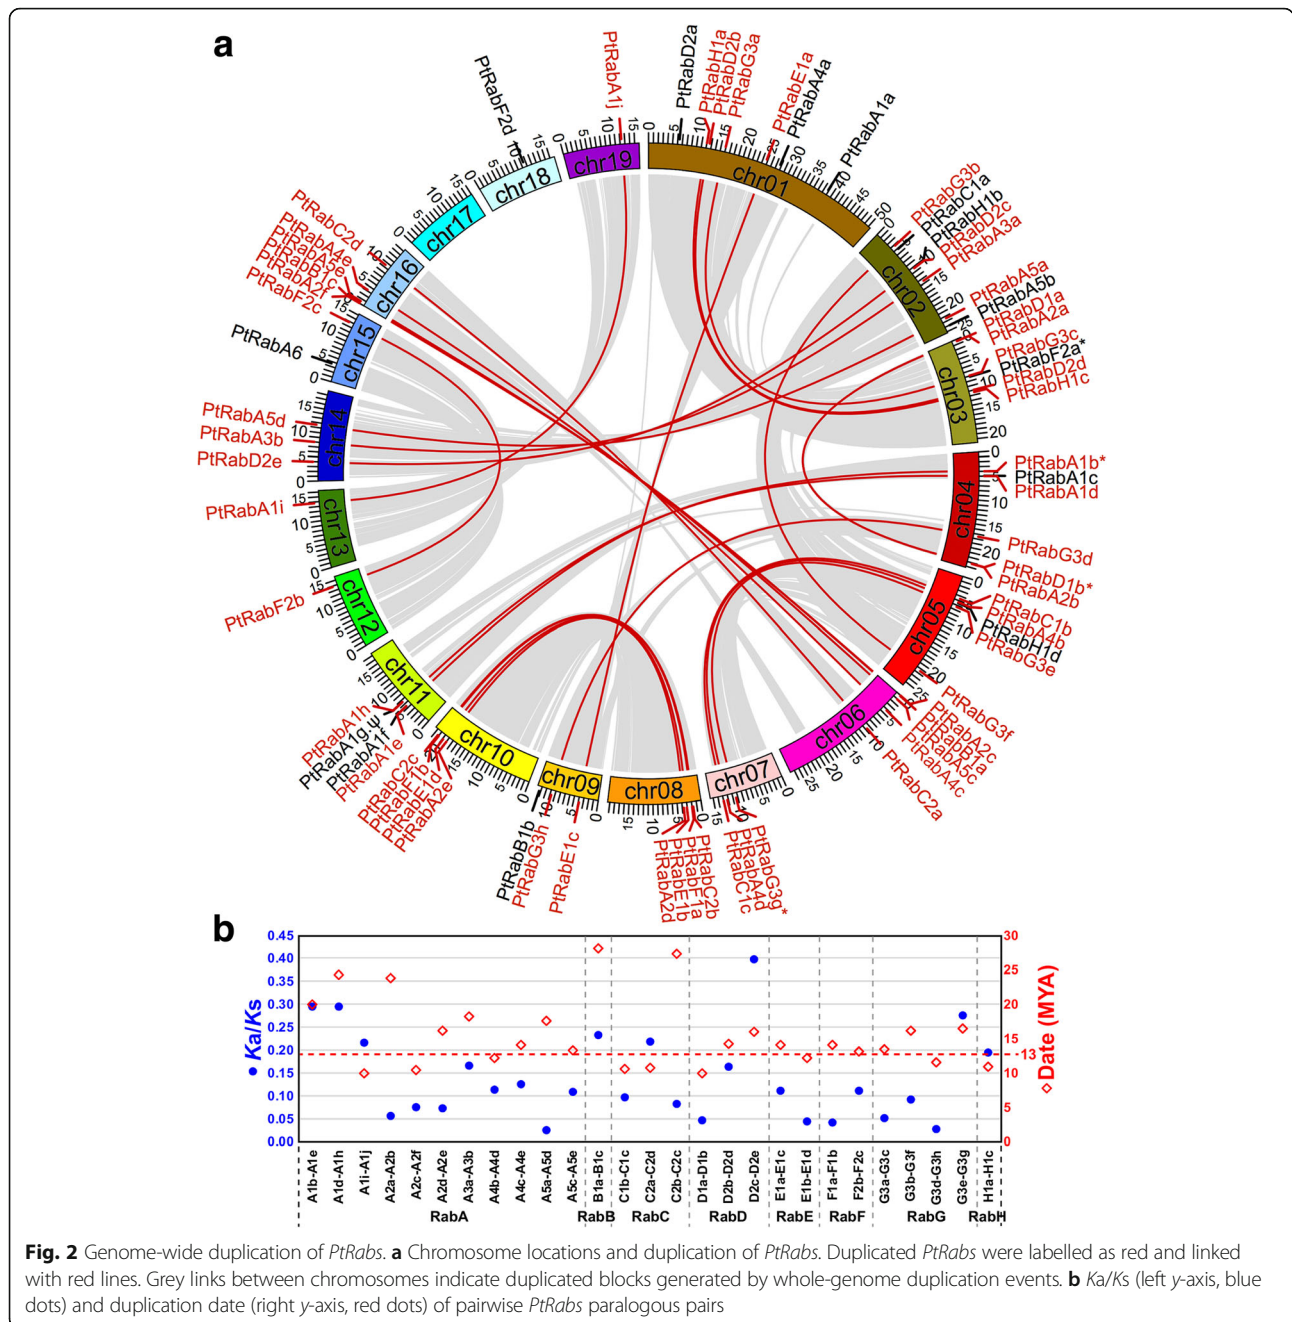 a
PtRabA1j
PtRabD2a
PtRabH1a
PtRabD2b
PtRabG3a
PtRabE1a
PtRabA4a
PtRabA1a
PtRabG3b
PtRabC1a
PtRabH1b
PtRabD2c
PtRabA3a
PtRabA5a
PtRabA5b
PtRabD1a
PtRabA2a
PtRabG3c
PtRabF2a*
PtRabD2d
PtRabH1c
PtRabA1b*
PtRabA1c
PtRabA1d
PtRabG3d
PtRabD1b*
PtRabA2b
PtRabC1b
PtRabA4b
PtRabH1d
PtRabG3e
PtRabG3f
PtRabA2c
PtRabB1a
PtRabA5c
PtRabA4c
PtRabC2a
PtRabG3g*
PtRabA4d
PtRabC1c
PtRabC2b
PtRabF1a
PtRabE1b
PtRabA2d
PtRabE1c
PtRabG3h
PtRabB1b
PtRabA2e
PtRabE1d
PtRabF1b
PtRabC2c
PtRabA1e
PtRabA1f
PtRabA1g ψ
PtRabA1h
PtRabF2b
PtRabA1i
PtRabD2e
PtRabA3b
PtRabA5d
PtRabA6
PtRabF2c
PtRabA2f
PtRabB1c
PtRabA5e
PtRabA4e
PtRabC2d
PtRabF2d
chr01
chr02
chr03
chr04
chr05
chr06
chr07
chr08
chr09
chr10
chr11
chr12
chr13
chr14
chr15
chr16
chr17
chr18
chr19
b
0.45
0.40
0.35
0.30
0.25
0.20
0.15
0.10
0.05
0.00
Ka/Ks
30
25
20
15
13
10
5
0
Date (MYA)
A1b-A1e
A1d-A1h
A1i-A1j
A2a-A2b
A2c-A2f
A2d-A2e
A3a-A3b
A4b-A4d
A4c-A4e
A5a-A5d
A5c-A5e
B1a-B1c
C1b-C1c
C2a-C2d
C2b-C2c
D1a-D1b
D2b-D2d
D2c-D2e
E1a-E1c
E1b-E1d
F1a-F1b
F2b-F2c
G3a-G3c
G3b-G3f
G3d-G3h
G3e-G3g
H1a-H1c
RabA RabB RabC RabD RabE RabF RabG RabH
Fig. 2 Genome-wide duplication of PtRabs. a Chromosome locations and duplication of PtRabs. Duplicated PtRabs were labelled as red and linked
with red lines. Grey links between chromosomes indicate duplicated blocks generated by whole-genome duplication events. b Ka/Ks (left y-axis, blue
dots) and duplication date (right y-axis, red dots) of pairwise PtRabs paralogous pairs